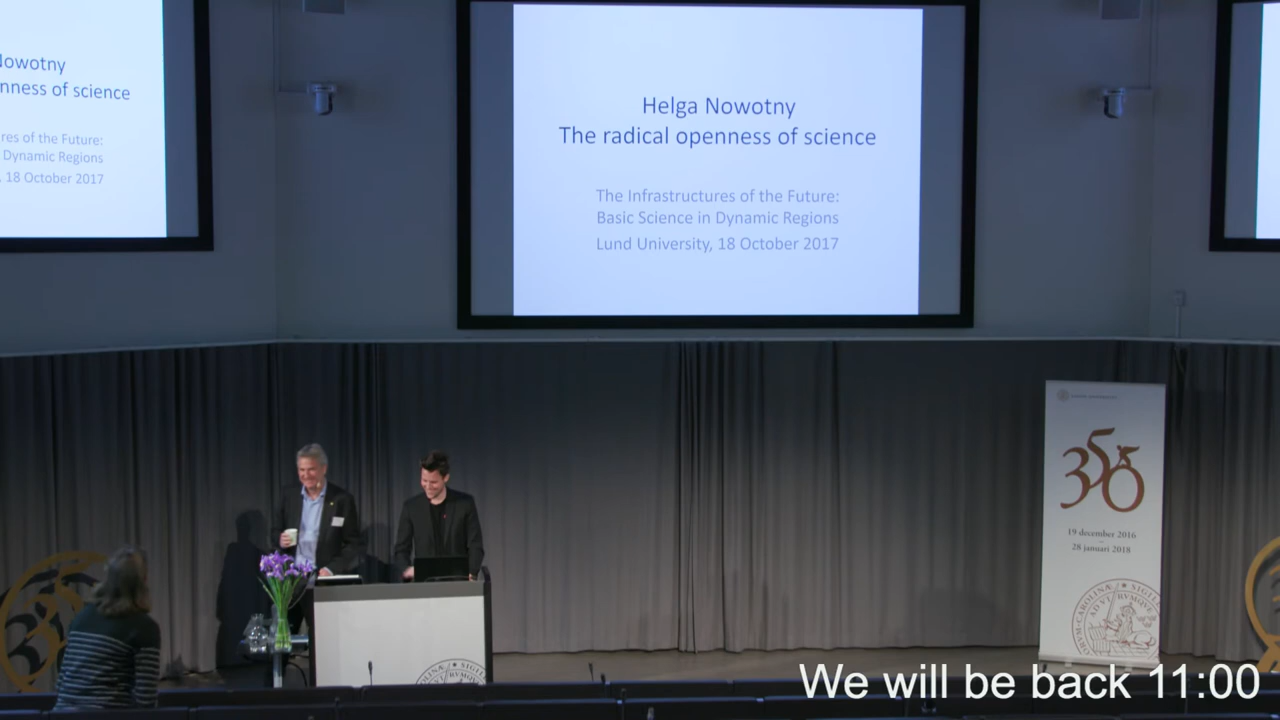 Nowotny
nness of science
res of the Future:
Dynamic Regions
, 18 October 2017
Helga Nowotny
The radical openness of science
The Infrastructures of the Future:
Basic Science in Dynamic Regions
Lund University, 18 October 2017
350
19 december 2016
–
28 januari 2018
We will be back 11:00